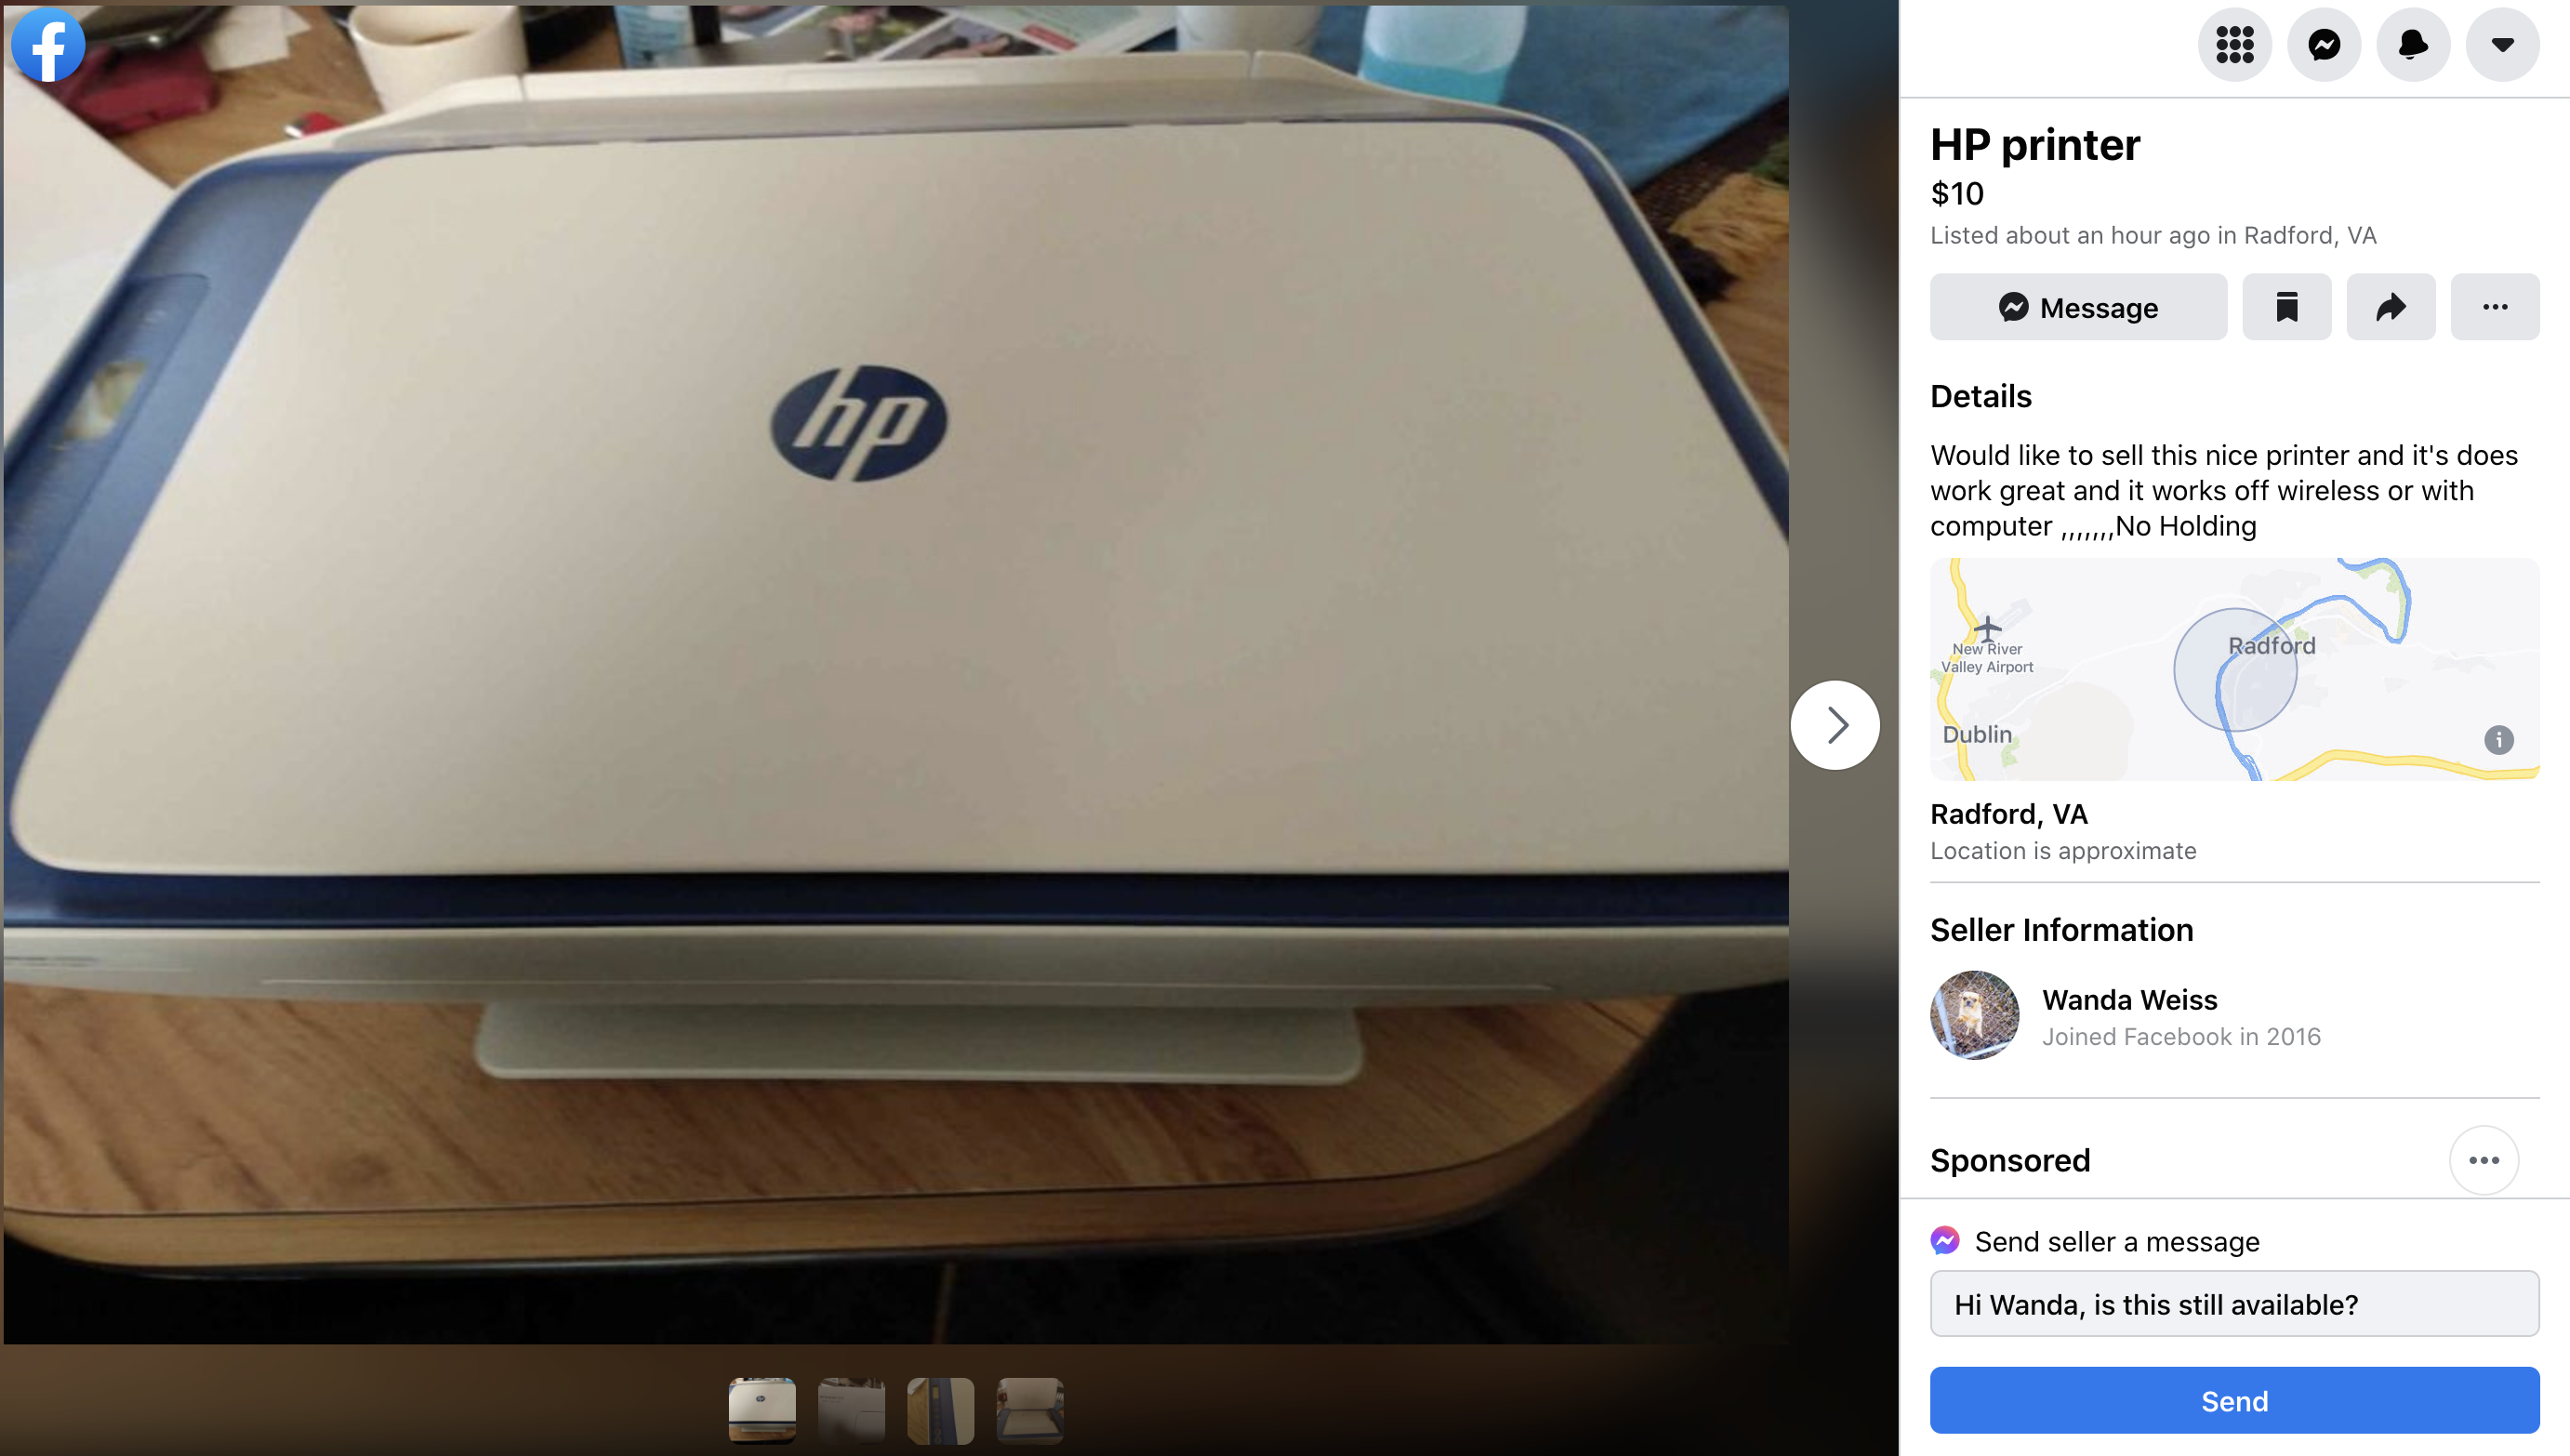 hp
HP printer
$10
Listed about an hour ago in Radford, VA
Message
Details
Would like to sell this nice printer and it's does
work great and it works off wireless or with
computer ,,,,,,,No Holding
New River
Valley Airport
Radford
Dublin
Radford, VA
Location is approximate
Seller Information
Wanda Weiss
Joined Facebook in 2016
Sponsored
Send seller a message
Hi Wanda, is this still available?
Send